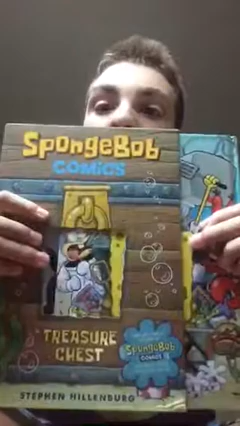 SpongeBob
COMICS
TREASURE
CHEST
SpongeBob
COMICS
STEPHEN HILLENBURG